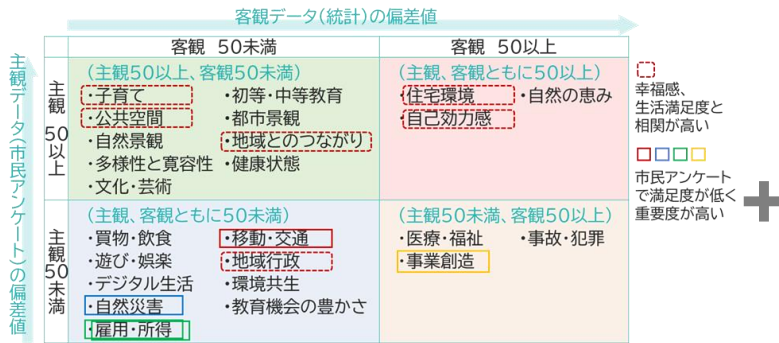 客観データ(統計)の偏差値
客観 50未満
客観 50以上
主観データ(市民アンケート)の偏差値
主観 50以上
(主観50以上、客観50未満)
・子育て
・初等・中等教育
・公共空間
・都市景観
・自然景観
・地域とのつながり
・多様性と寛容性
・健康状態
・文化・芸術
(主観、客観ともに50以上)
・住宅環境
・自然の恵み
・自己効力感
主観 50未満
(主観、客観ともに50未満)
・買物・飲食
・移動・交通
・遊び・娯楽
・地域行政
・デジタル生活
・環境共生
・自然災害
・教育機会の豊かさ
・雇用・所得
(主観50未満、客観50以上)
・医療・福祉
・事故・犯罪
・事業創造
幸福感、
生活満足度と
相関が高い
市民アンケート
で満足度が低く
重要度が高い